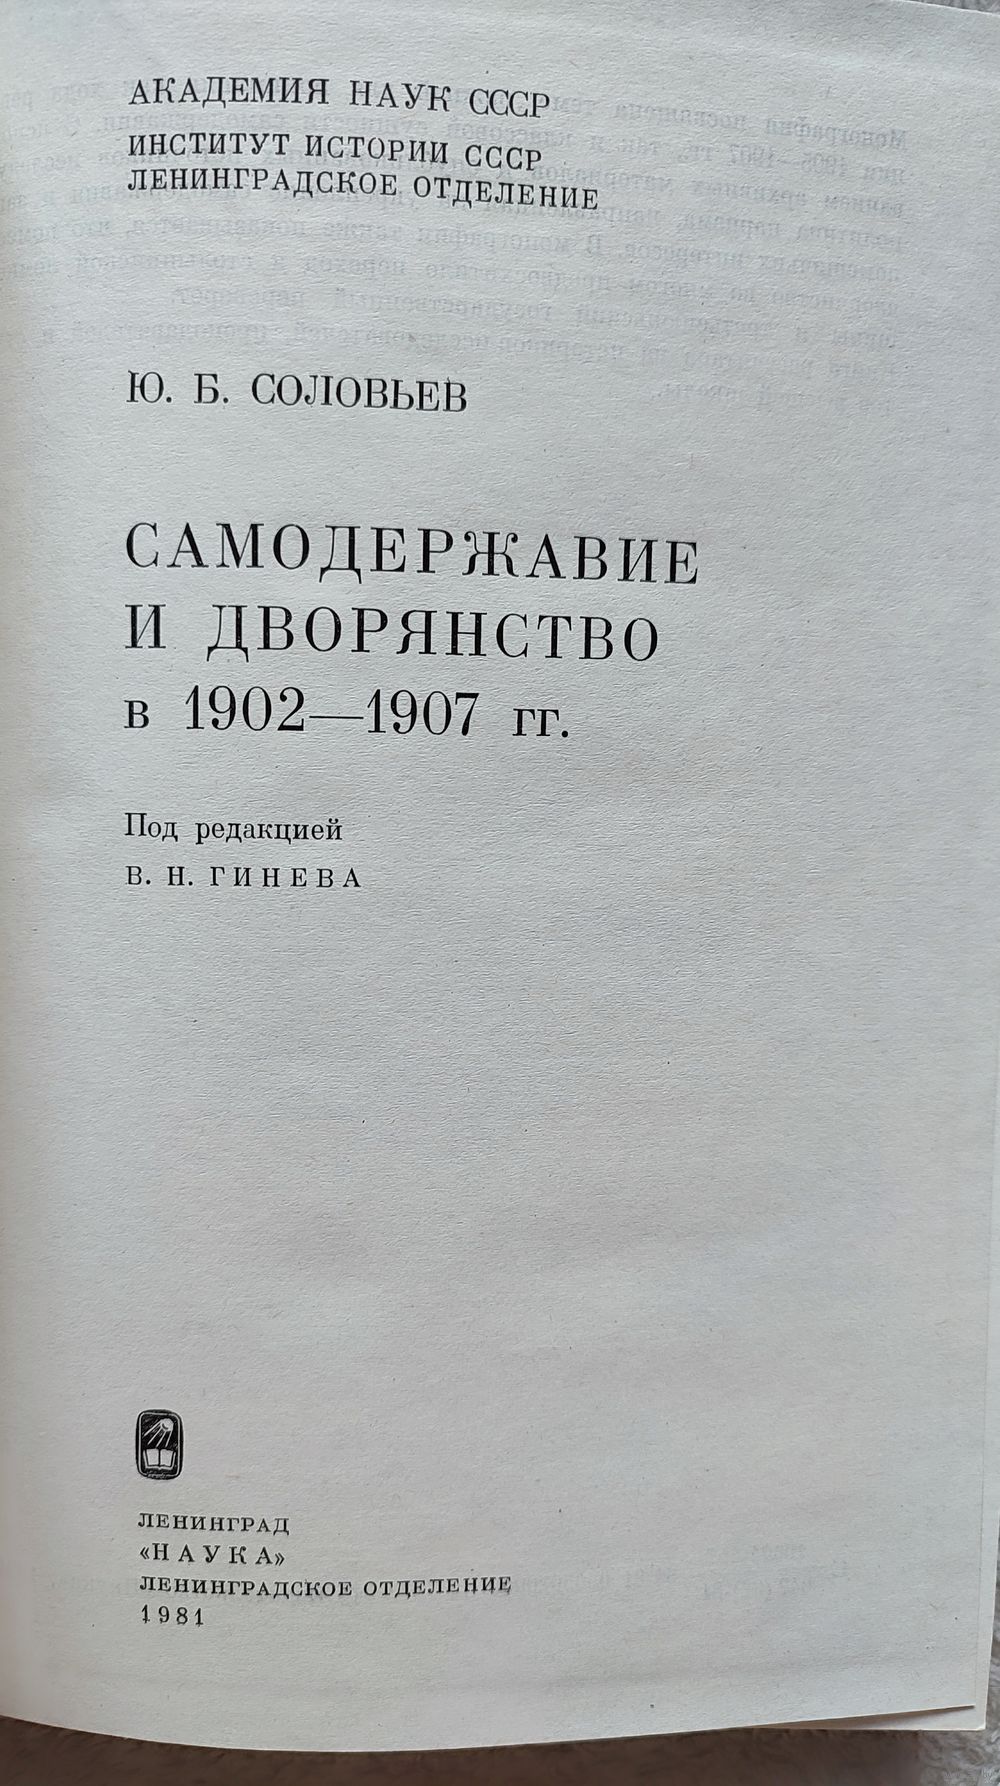 АКАДЕМИЯ НАУК СССР
ИНСТИТУТ ИСТОРИИ СССР
ЛЕНИНГРАДСКОЕ ОТДЕЛЕНИЕ
Ю. Б. СОЛОВЬЕВ
САМОДЕРЖАВИЕ
И ДВОРЯНСТВО
в 1902—1907 гг.
Под редакцией
В. Н. ГИНЕВА
ЛЕНИНГРАД
«НАУКА»
ЛЕНИНГРАДСКОЕ ОТДЕЛЕНИЕ
1981